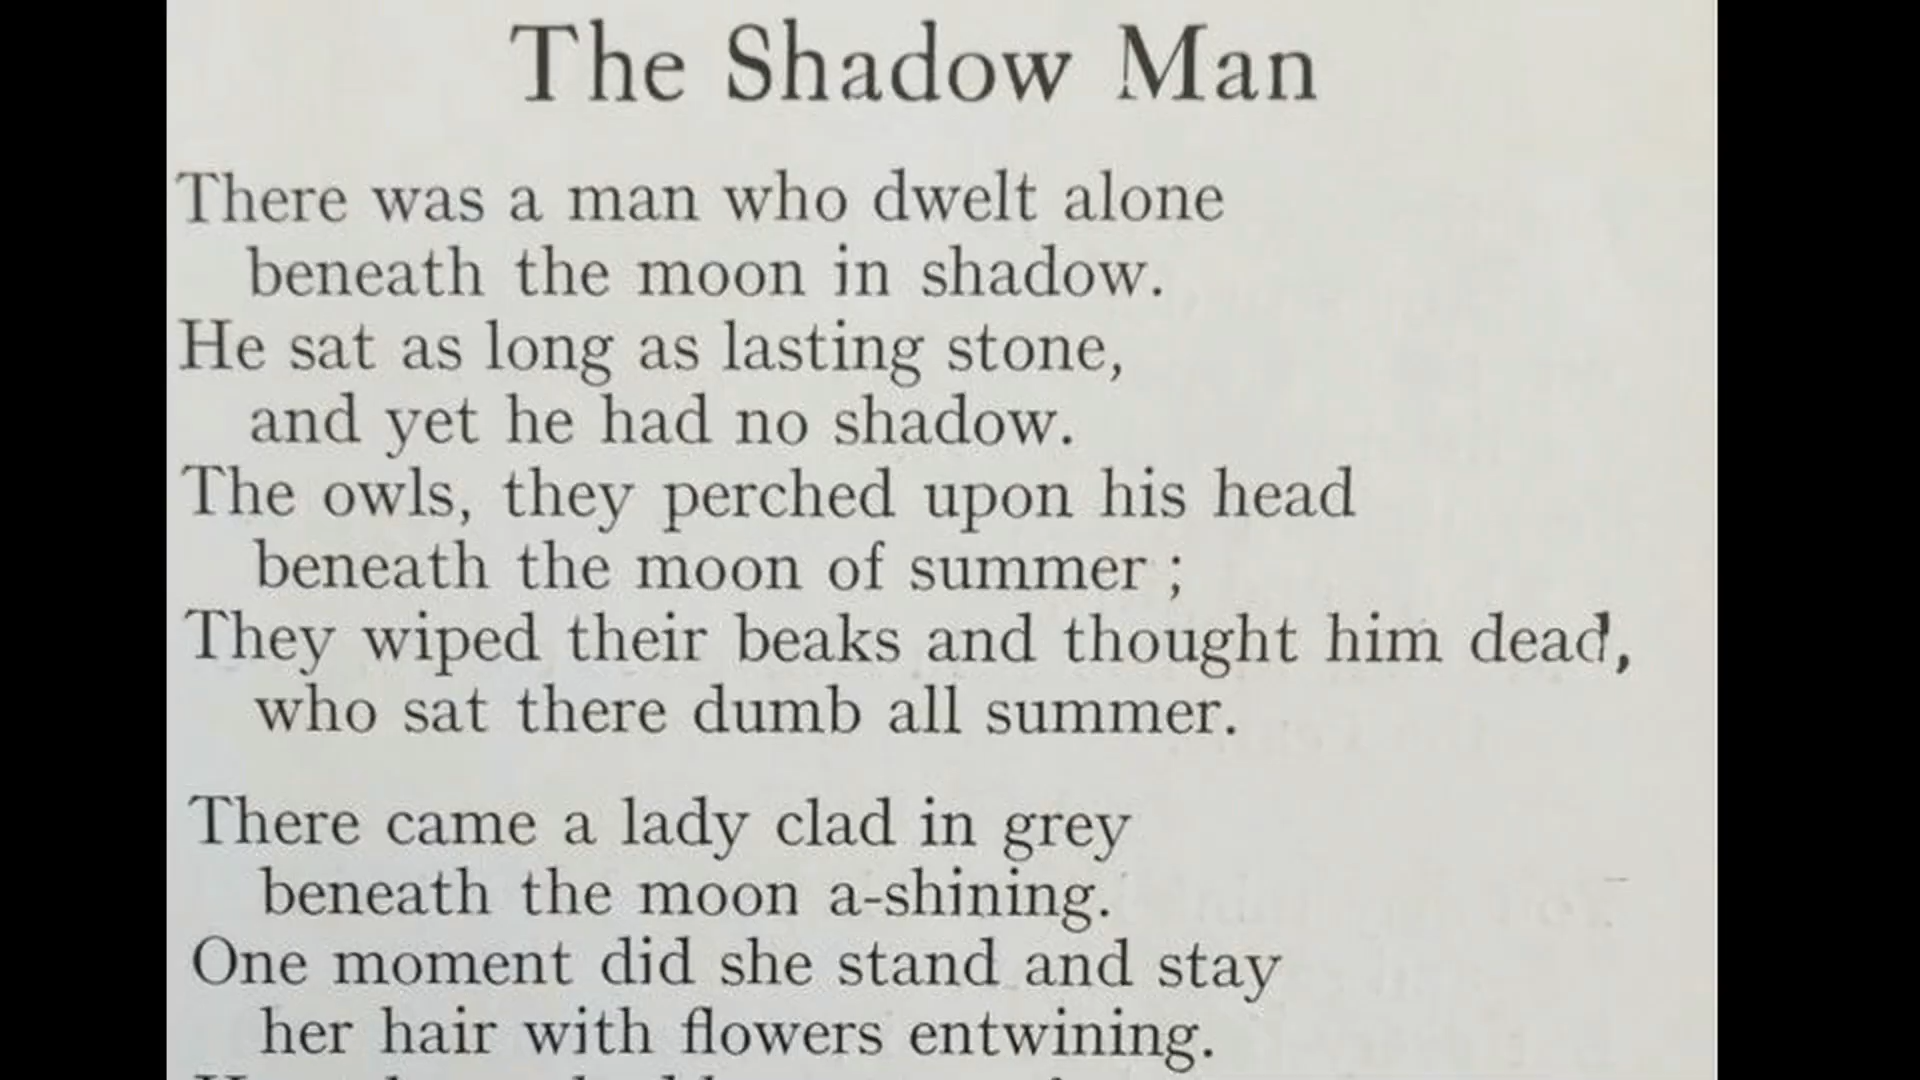 The Shadow Man
There was a man who dwelt alone
beneath the moon in shadow.
He sat as long as lasting stone,
and yet he had no shadow.
The owls, they perched upon his head
beneath the moon of summer ;
They wiped their beaks and thought him dead,
who sat there dumb all summer.
There came a lady clad in grey
beneath the moon a-shining.
One moment did she stand and stay
her hair with flowers entwining.